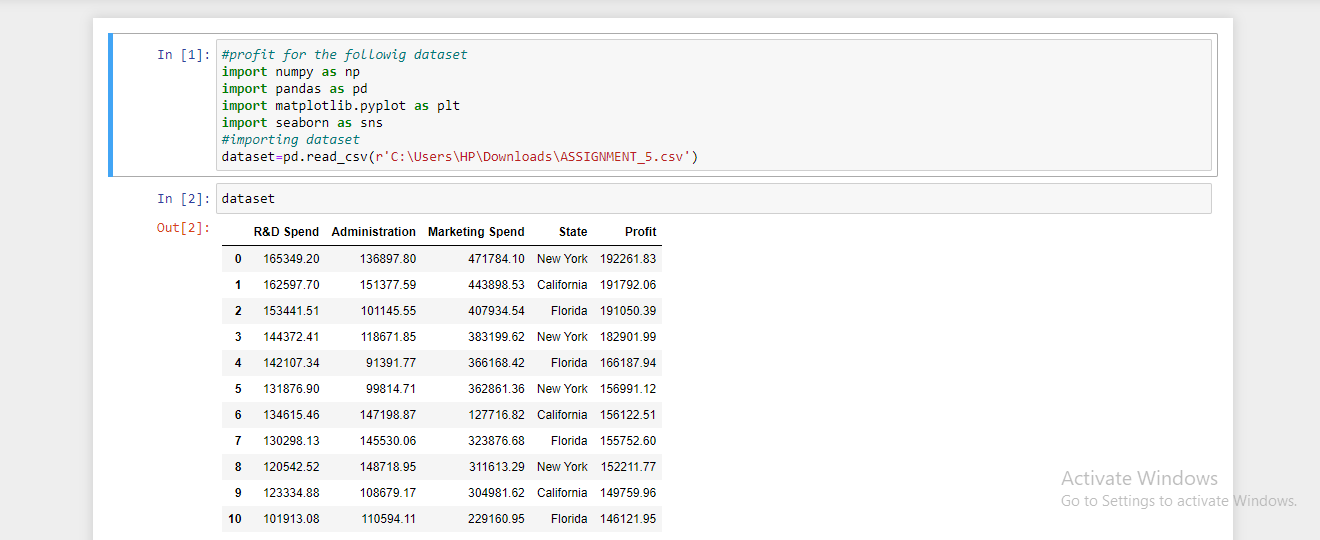 In [1]: #profit for the followig dataset
import numpy as np
import pandas as pd
import matplotlib.pyplot as plt
import seaborn as sns
#importing dataset
dataset=pd.read_csv(r'C:\Users\HP\Downloads\ASSIGNMENT_5.csv')
In [2]: dataset
Out[2]:
R&D Spend Administration Marketing Spend State Profit
0 165349.20 136897.80 471784.10 New York 192261.83
1 162597.70 151377.59 443898.53 California 191792.06
2 153441.51 101145.55 407934.54 Florida 191050.39
3 144372.41 118671.85 383199.62 New York 182901.99
4 142107.34 91391.77 366168.42 Florida 166187.94
5 131876.90 99814.71 362861.36 New York 156991.12
6 134615.46 147198.87 127716.82 California 156122.51
7 130298.13 145530.06 323876.68 Florida 155752.60
8 120542.52 148718.95 311613.29 New York 152211.77
9 123334.88 108679.17 304981.62 California 149759.96
10 101913.08 110594.11 229160.95 Florida 146121.95
Activate Windows
Go to Settings to activate Windows.